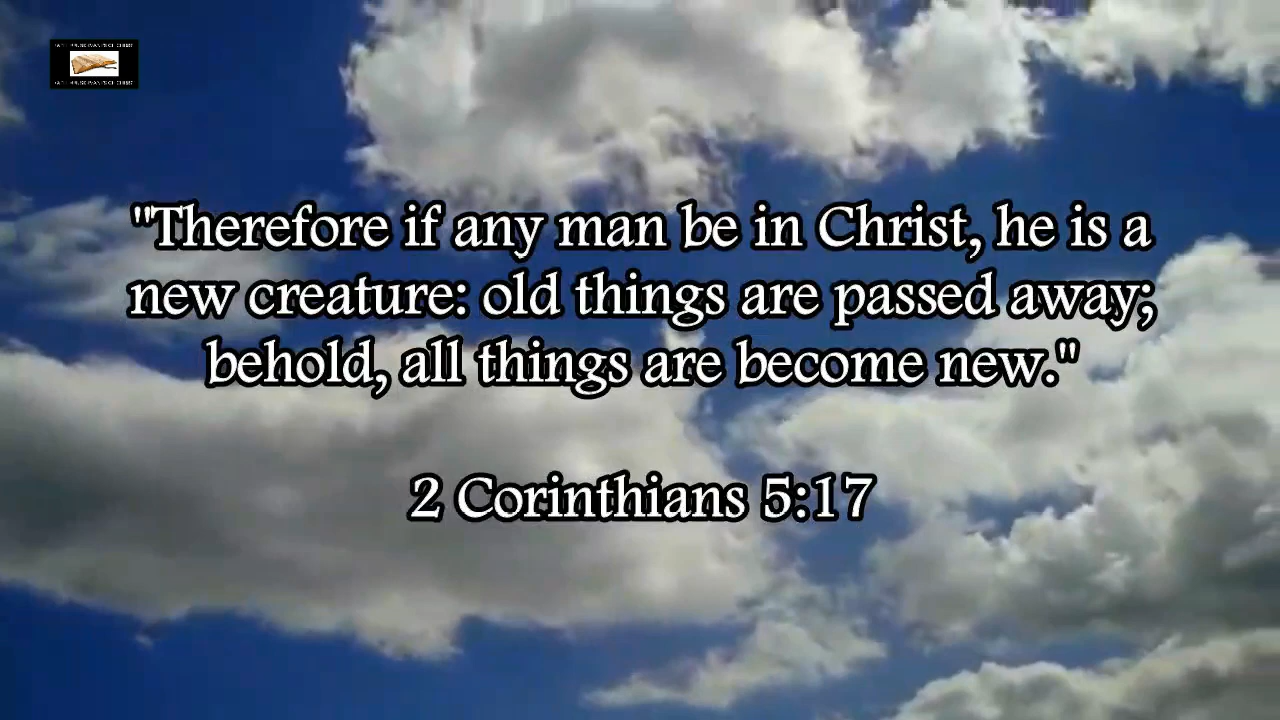 "Therefore if any man be in Christ, he is a
new creature: old things are passed away;
behold, all things are become new."
2 Corinthians 5:17